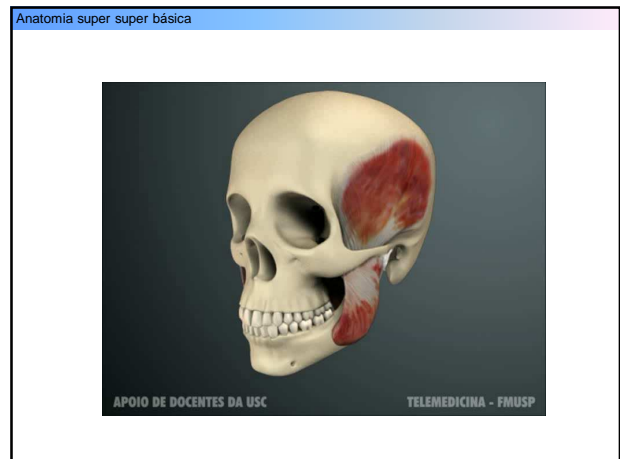 Anatomia super super básica
APOIO DE DOCENTES DA USC
TELEMEDICINA - FMUSP